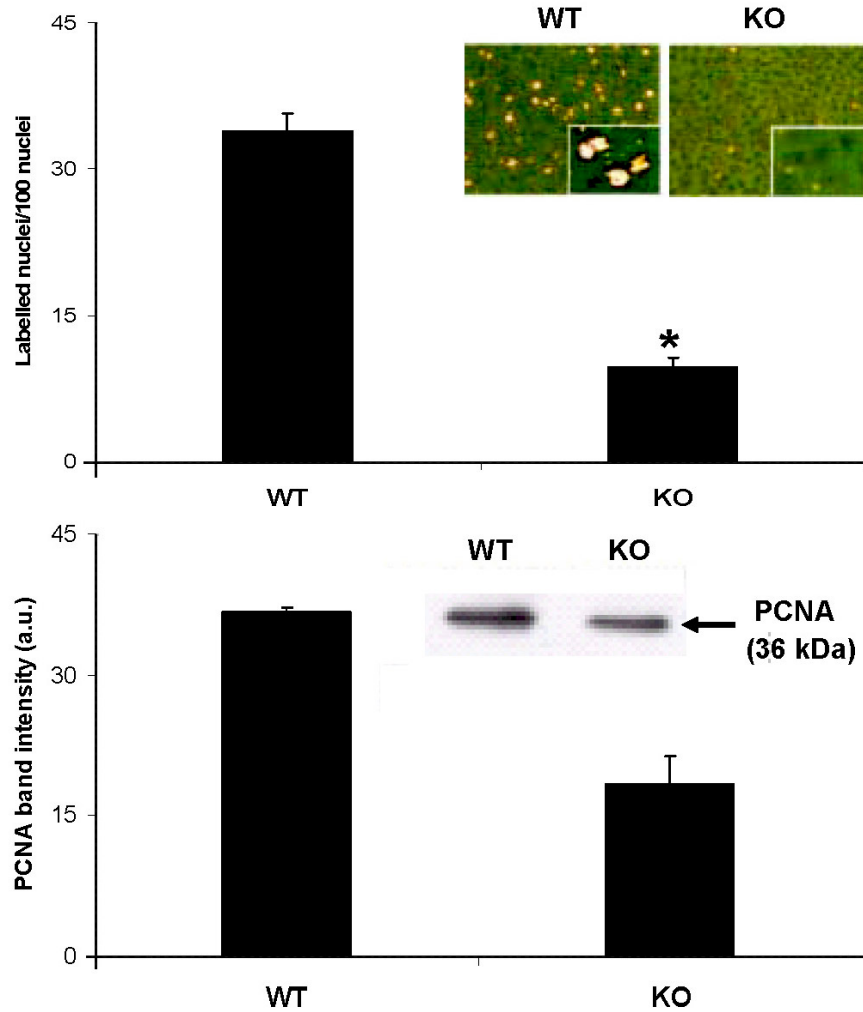 WT KO
45
30
15
0
Labelled nuclei/100 nuclei
*
WT KO
45
30
15
0
PCNA band intensity (a.u.)
WT KO
PCNA
(36 kDa)
WT KO